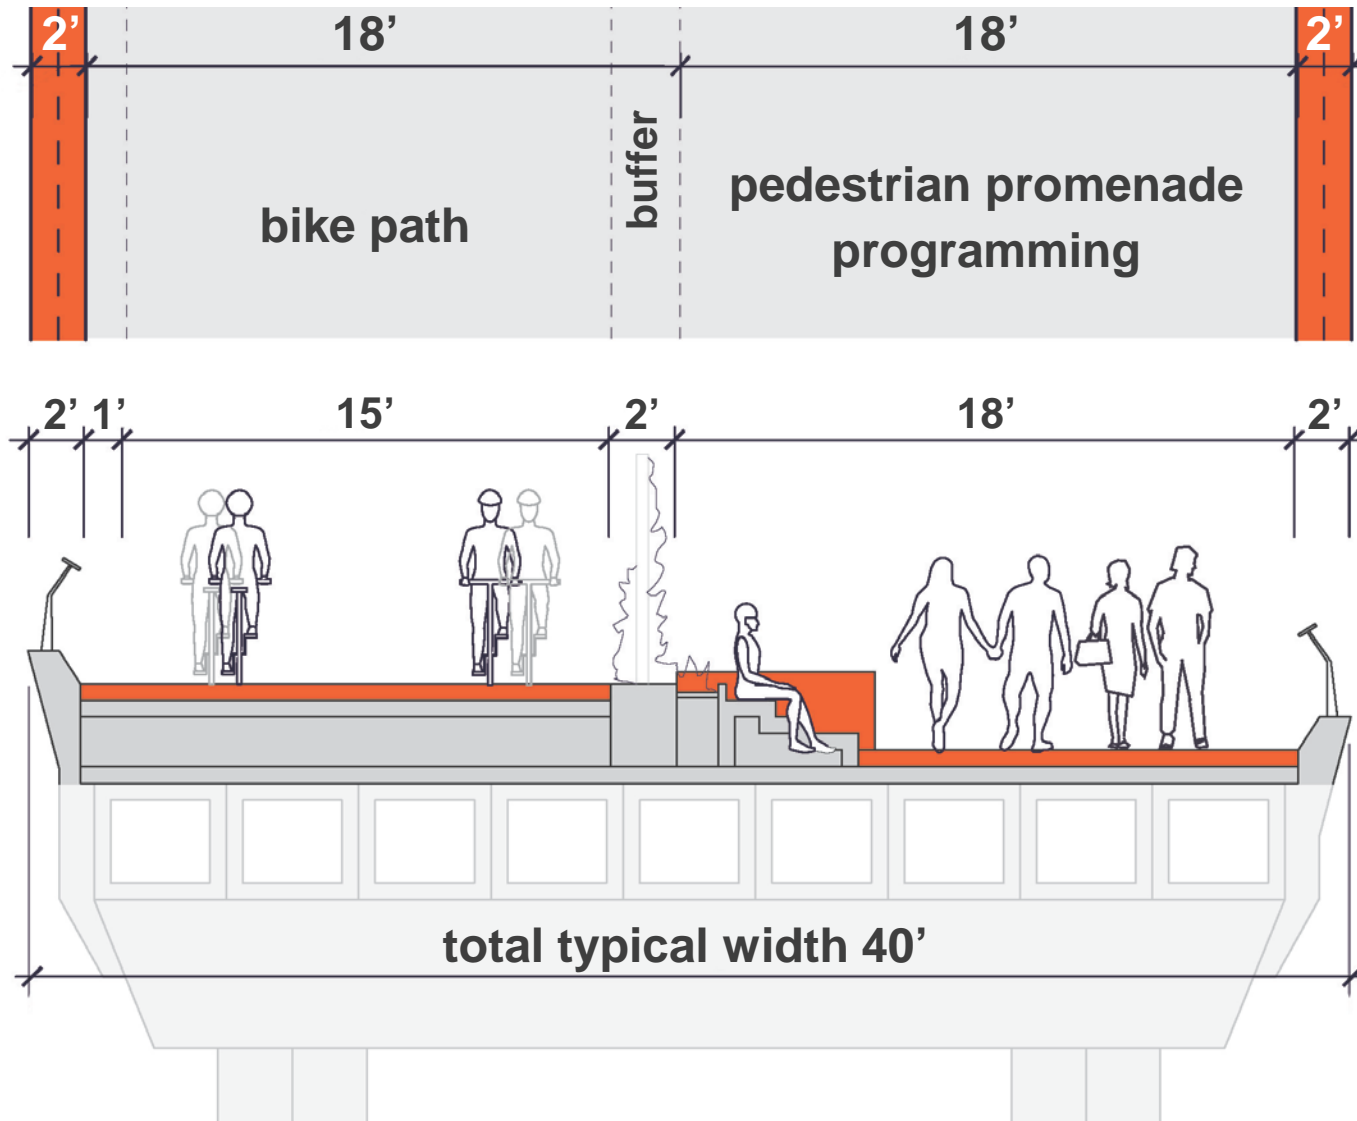 2’ 18’ 18’ 2’
buffer
bike path
pedestrian promenade
programming
2’ 1’ 15’ 2’ 18’ 2’
total typical width 40’